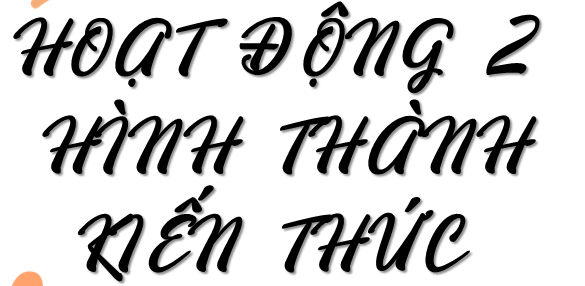 HOẠT ĐỘNG 2
HÌNH THÀNH
KIẾN THỨC